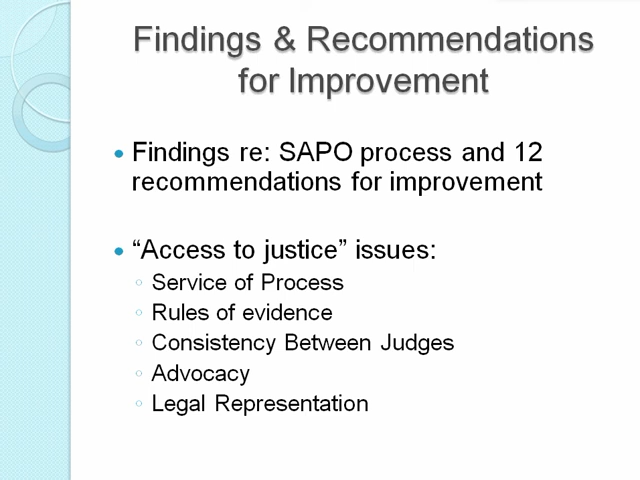 Findings & Recommendations
for Improvement
• Findings re: SAPO process and 12
recommendations for improvement
• “Access to justice” issues:
◦ Service of Process
◦ Rules of evidence
◦ Consistency Between Judges
◦ Advocacy
◦ Legal Representation